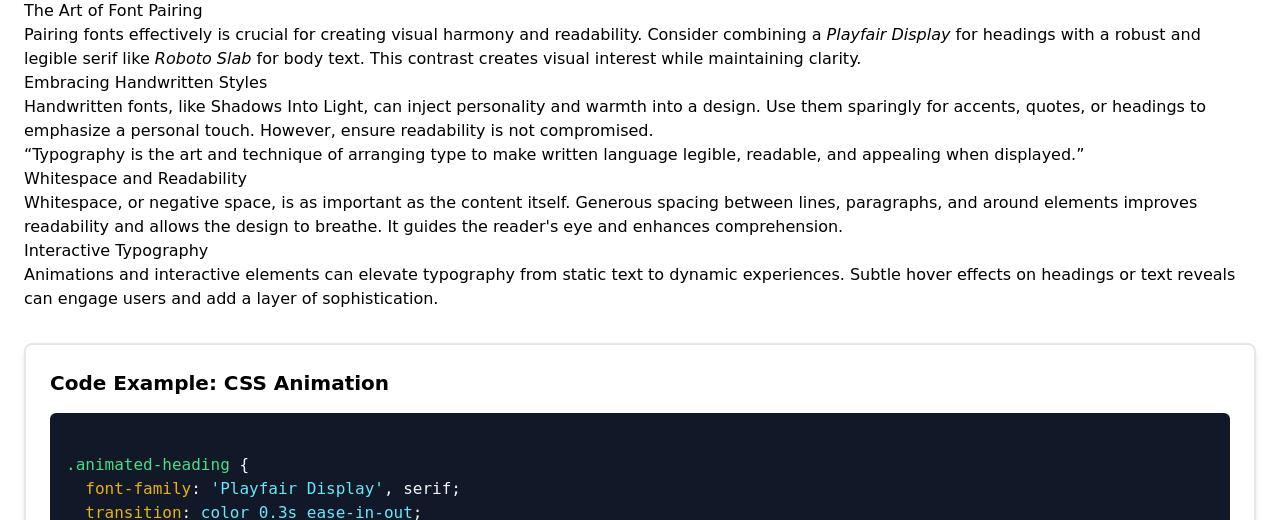 The Art of Font Pairing
Pairing fonts effectively is crucial for creating visual harmony and readability. Consider combining a Playfair Display for headings with a robust and
legible serif like Roboto Slab for body text. This contrast creates visual interest while maintaining clarity.
Embracing Handwritten Styles
Handwritten fonts, like Shadows Into Light, can inject personality and warmth into a design. Use them sparingly for accents, quotes, or headings to
emphasize a personal touch. However, ensure readability is not compromised.
“Typography is the art and technique of arranging type to make written language legible, readable, and appealing when displayed.”
Whitespace and Readability
Whitespace, or negative space, is as important as the content itself. Generous spacing between lines, paragraphs, and around elements improves
readability and allows the design to breathe. It guides the reader's eye and enhances comprehension.
Interactive Typography
Animations and interactive elements can elevate typography from static text to dynamic experiences. Subtle hover effects on headings or text reveals
can engage users and add a layer of sophistication.
Code Example: CSS Animation
.animated-heading {
  font-family: 'Playfair Display', serif;
  transition: color 0.3s ease-in-out;